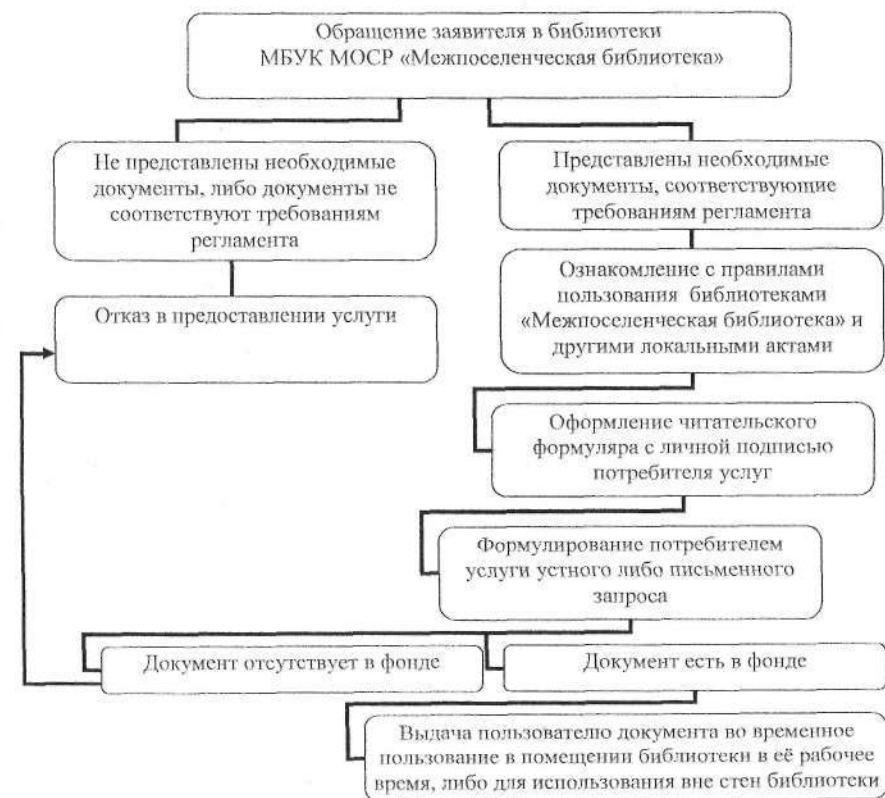 Обращение заявителя в библиотеки
МБУК МОСР «Межпоселенческая библиотека»
Не представлены необходимые
документы, либо документы не
соответствуют требованиям
регламента
Представлены необходимые
документы, соответствующие
требованиям регламента
Отказ в предоставлении услуги
Ознакомление с правилами
пользования библиотеками
«Межпоселенческая библиотека» и
другими локальными актами
Оформление читательского
формуляра с личной подписью
потребителя услуг
Формулирование потребителем
услуги устного либо письменного
запроса
Документ отсутствует в фонде
Документ есть в фонде
Выдача пользователю документа во временное
пользование в помещении библиотеки в её рабочее
время, либо для использования вне стен библиотеки